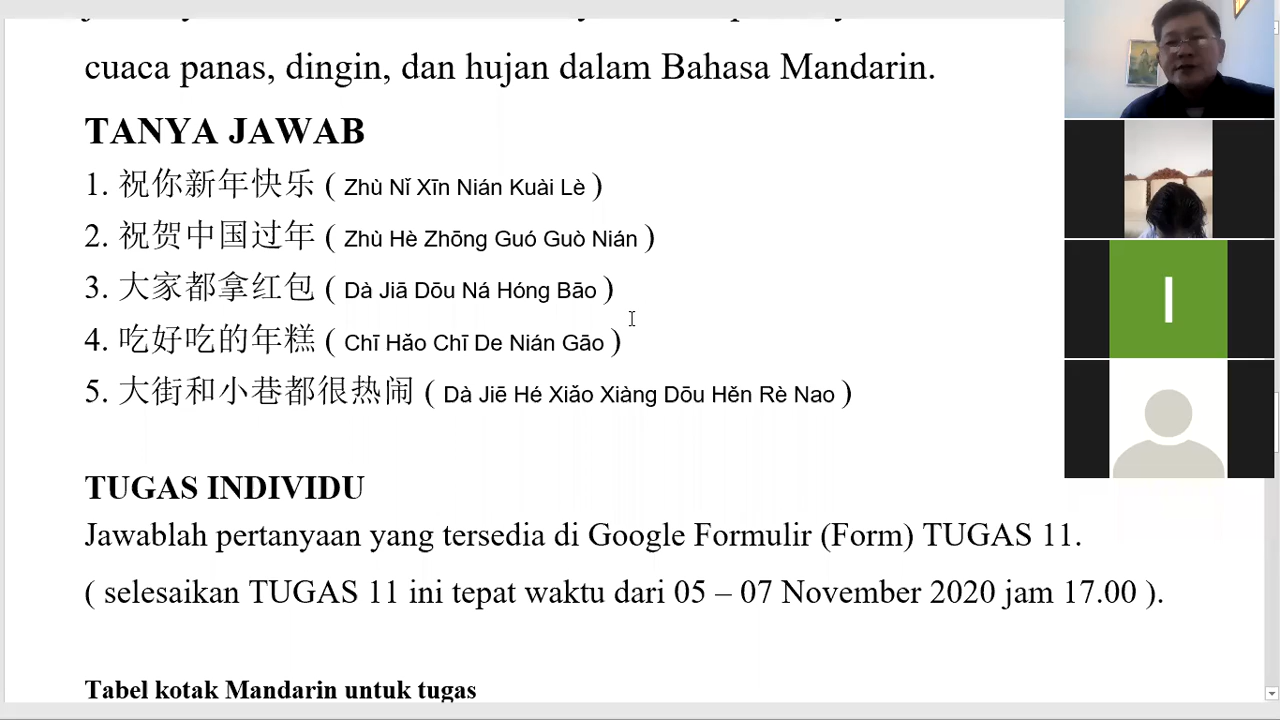 cuaca panas, dingin, dan hujan dalam Bahasa Mandarin.
TANYA JAWAB
1. 祝你新年快乐 ( Zhù Nǐ Xīn Nián Kuài Lè )
2. 祝贺中国过年 ( Zhù Hè Zhōng Guó Guò Nián )
3. 大家都拿红包 ( Dà Jiā Dōu Ná Hóng Bāo )
4. 吃好吃的年糕 ( Chī Hǎo Chī De Nián Gāo )
5. 大街和小巷都很热闹 ( Dà Jiē Hé Xiǎo Xiàng Dōu Hěn Rè Nao )
TUGAS INDIVIDU
Jawablah pertanyaan yang tersedia di Google Formulir (Form) TUGAS 11.
( selesaikan TUGAS 11 ini tepat waktu dari 05 – 07 November 2020 jam 17.00 ).
Tabel kotak Mandarin untuk tugas
I